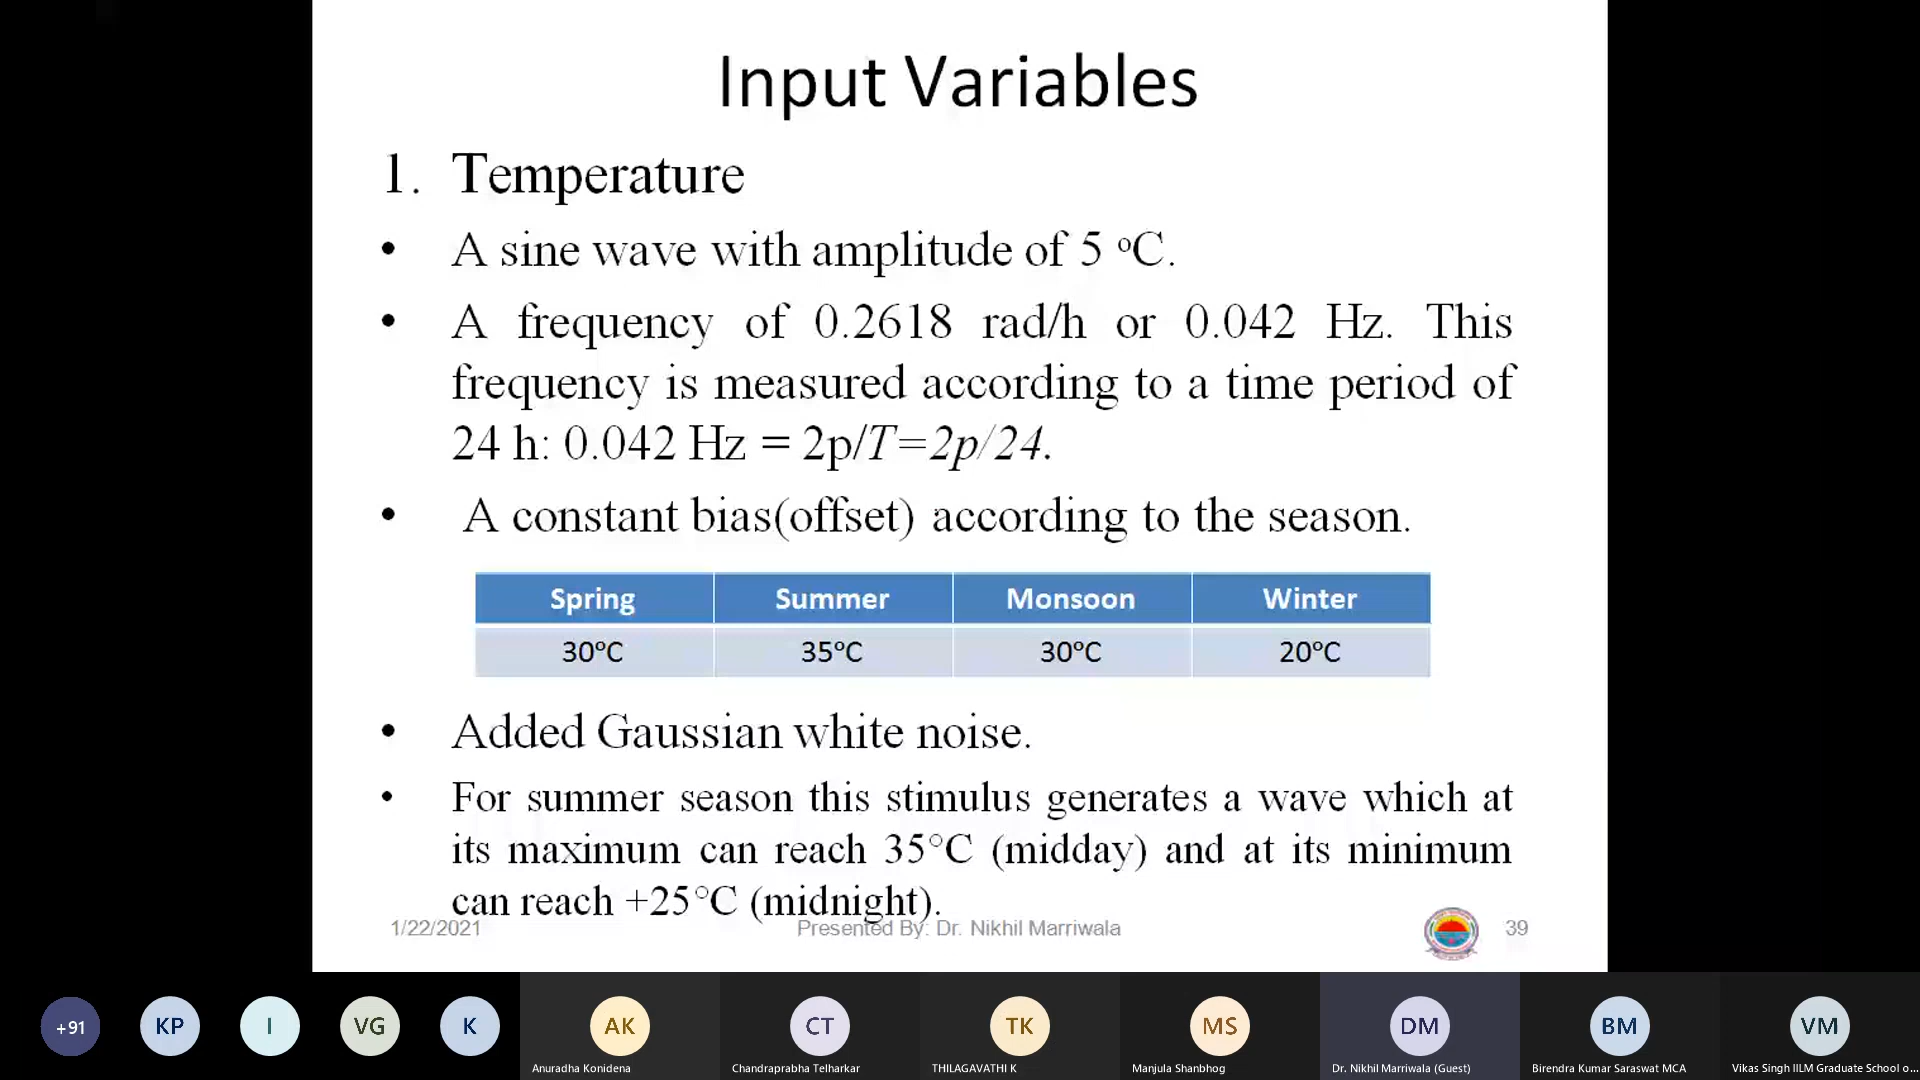 Input Variables
1. Temperature
• A sine wave with amplitude of 5 ºC.
• A frequency of 0.2618 rad/h or 0.042 Hz. This
frequency is measured according to a time period of
24 h: 0.042 Hz = 2p/T=2p/24.
• A constant bias(offset) according to the season.
Spring Summer Monsoon Winter
30ºC 35ºC 30ºC 20ºC
• Added Gaussian white noise.
• For summer season this stimulus generates a wave which at
its maximum can reach 35°C (midday) and at its minimum
can reach +25°C (midnight).
1/22/2021 Presented By: Dr. Nikhil Marriwala 39
+91 KP I VG K AK CT TK MS DM BM VM
Anuradha Konidena Chandraprabha Telharkar THILAGAVATHI K Manjula Shanbhog Dr. Nikhil Marriwala (Guest) Birendra Kumar Saraswat MCA Vikas Singh IILM Graduate School o...